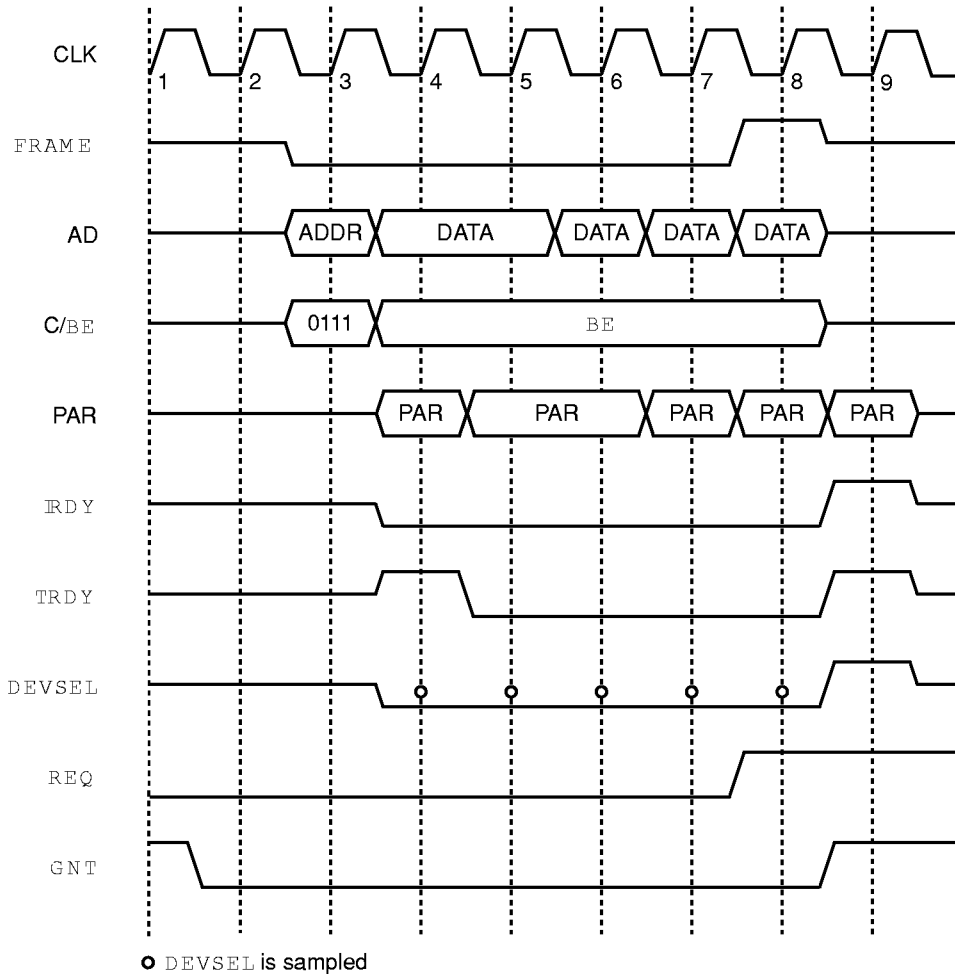 CLK
1 2 3 4 5 6 7 8 9
FRAME
AD ADDR DATA DATA DATA DATA
C/BE 0111 BE
PAR PAR PAR PAR PAR PAR
IRDY
TRDY
DEVSEL
REQ
GNT
DEVSEL is sampled